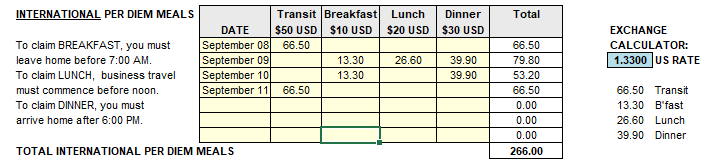 INTERNATIONAL PER DIEM MEALS Transit Breakfast Lunch Dinner Total
DATE $50 USD $10 USD $20 USD $30 USD EXCHANGE
To claim BREAKFAST, you must September 08 66.50 66.50 CALCULATOR:
leave home before 7:00 AM. September 09 13.30 26.60 39.90 79.80 1.3300 US RATE
To claim LUNCH, business travel September 10 13.30 39.90 53.20
must commence before noon. September 11 66.50 66.50 66.50 Transit
To claim DINNER, you must 0.00 13.30 B'fast
arrive home after 6:00 PM. 0.00 26.60 Lunch
0.00 39.90 Dinner
TOTAL INTERNATIONAL PER DIEM MEALS 266.00